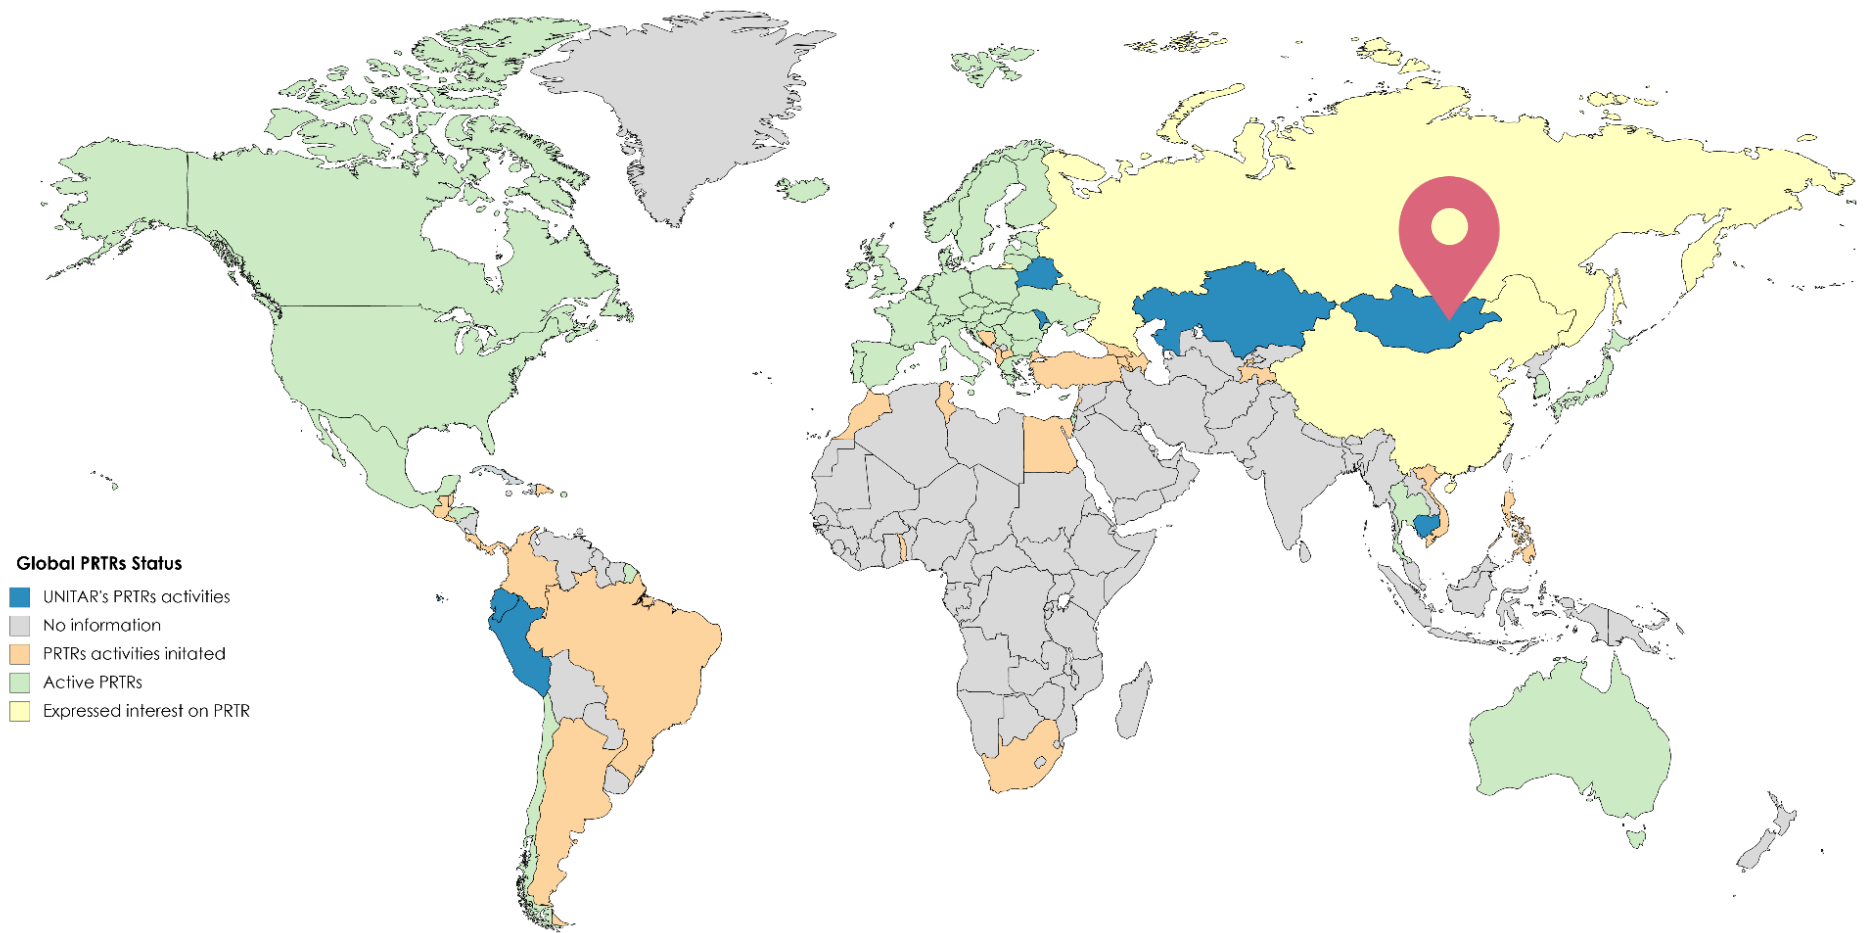 Global PRTRs Status
UNITAR's PRTRs activities
No information
PRTRs activities initated
Active PRTRs
Expressed interest on PRTR